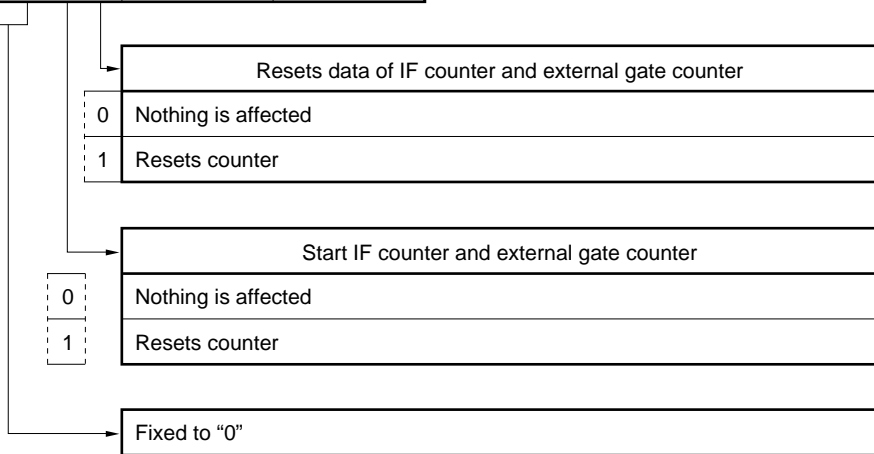 Resets data of IF counter and external gate counter
0 Nothing is affected
1 Resets counter
Start IF counter and external gate counter
0 Nothing is affected
1 Resets counter
Fixed to “0”